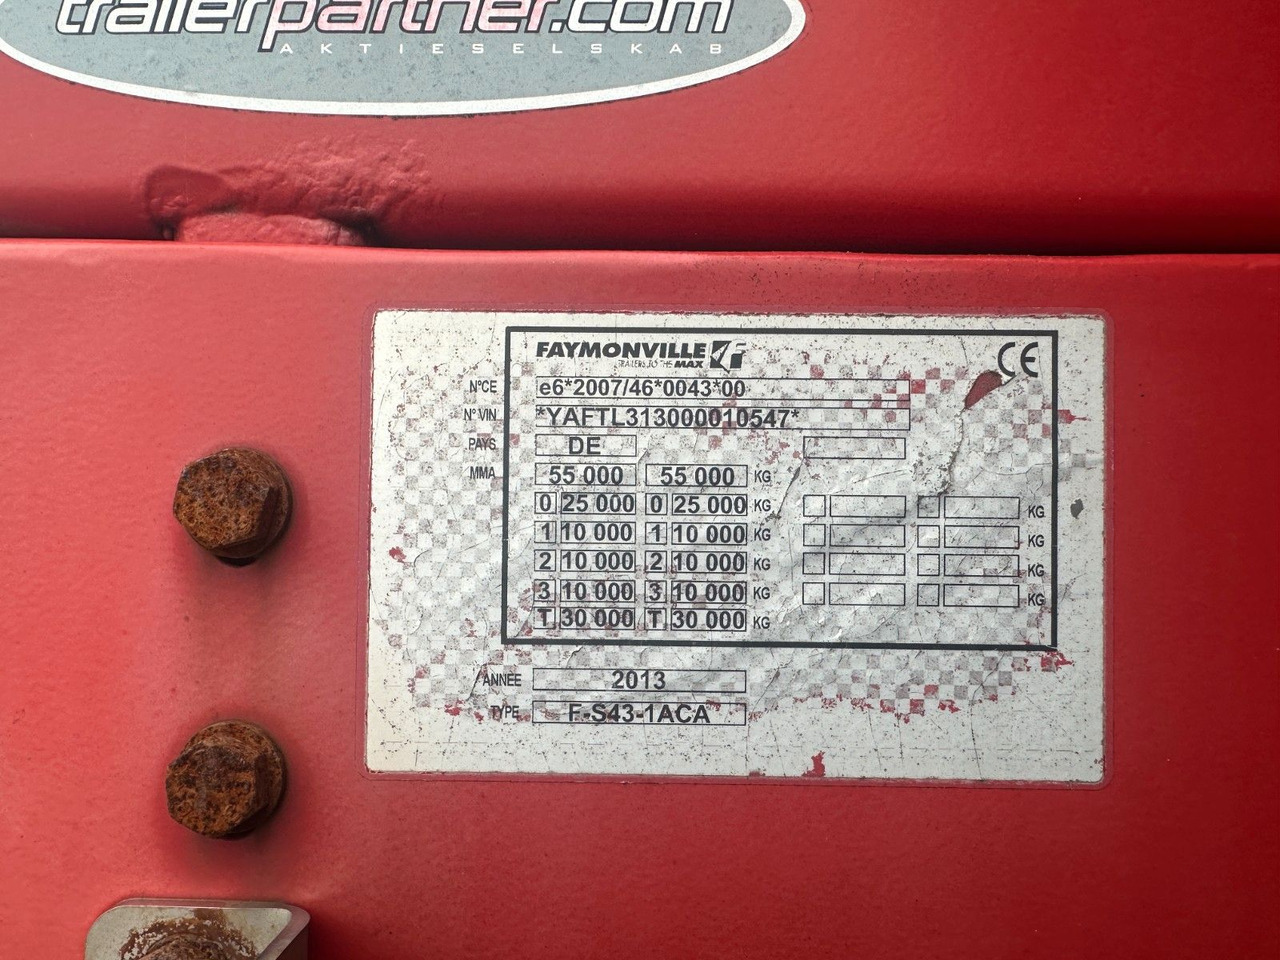 trailerpartner.com
AKTIESELSKAB
FAYMONVILLE
TRAILERS TO THE MAX
CE
N°CE e6*2007/46*0043*00
N° VIN *YAFTL313000010547*
PAYS DE
MMA 55 000 55 000 KG
0 25 000 0 25 000 KG KG
1 10 000 1 10 000 KG KG
2 10 000 2 10 000 KG KG
3 10 000 3 10 000 KG KG
T 30 000 T 30 000 KG
ANNÉE 2013
TYPE F-S43-1ACA